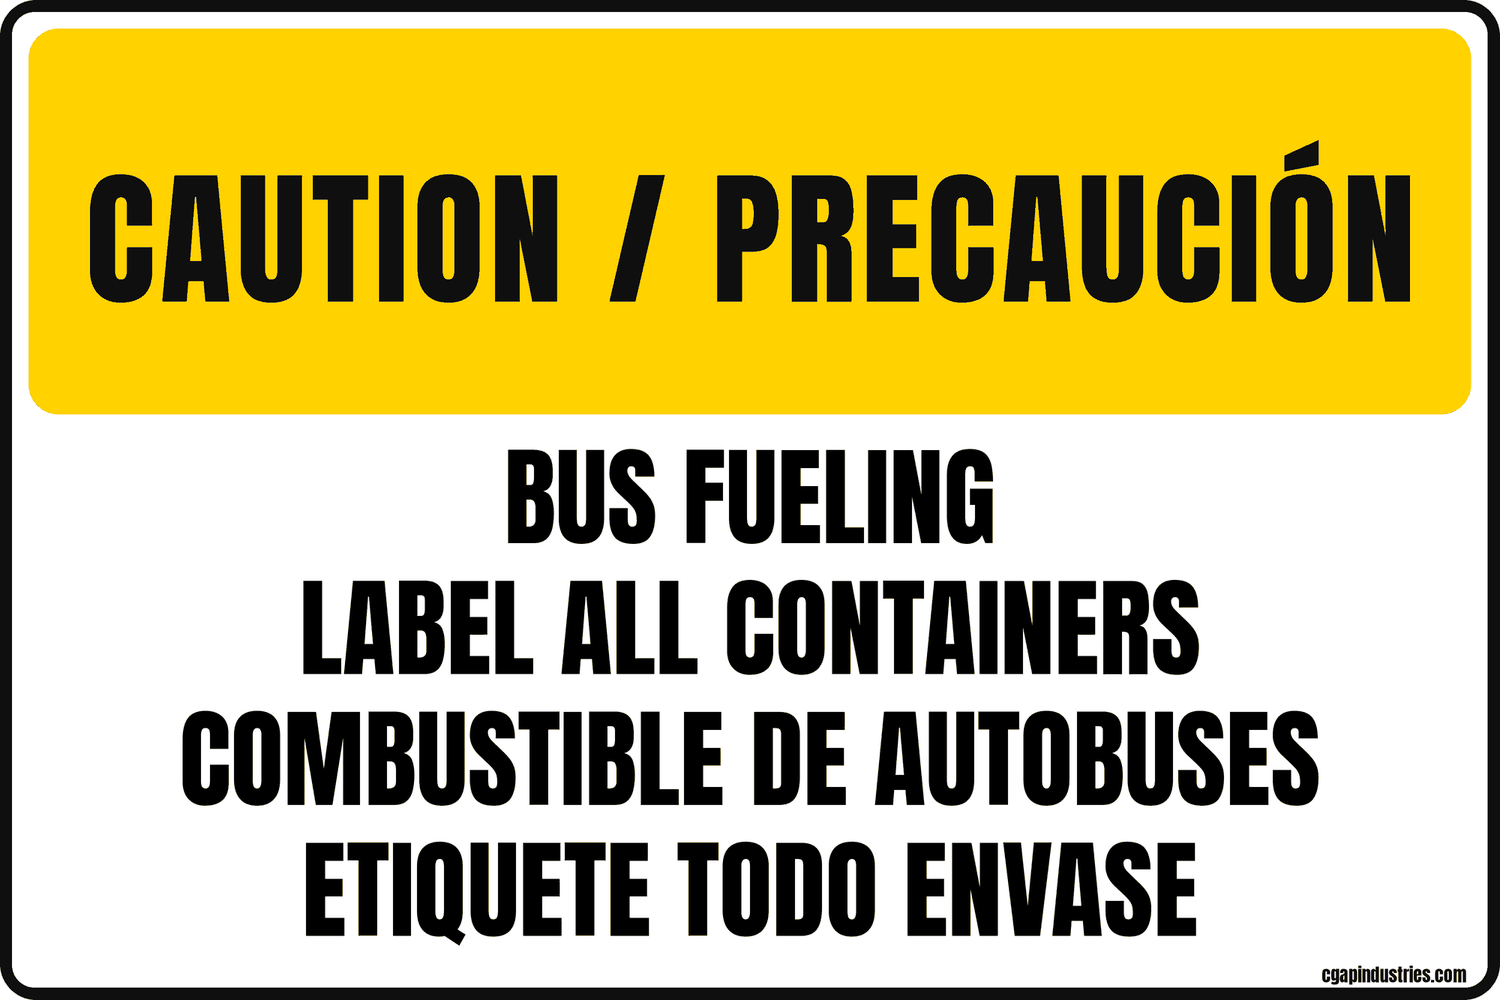 CAUTION / PRECAUCIÓN
BUS FUELING
LABEL ALL CONTAINERS
COMBUSTIBLE DE AUTOBUSES
ETIQUETE TODO ENVASE
cgapindustries.com